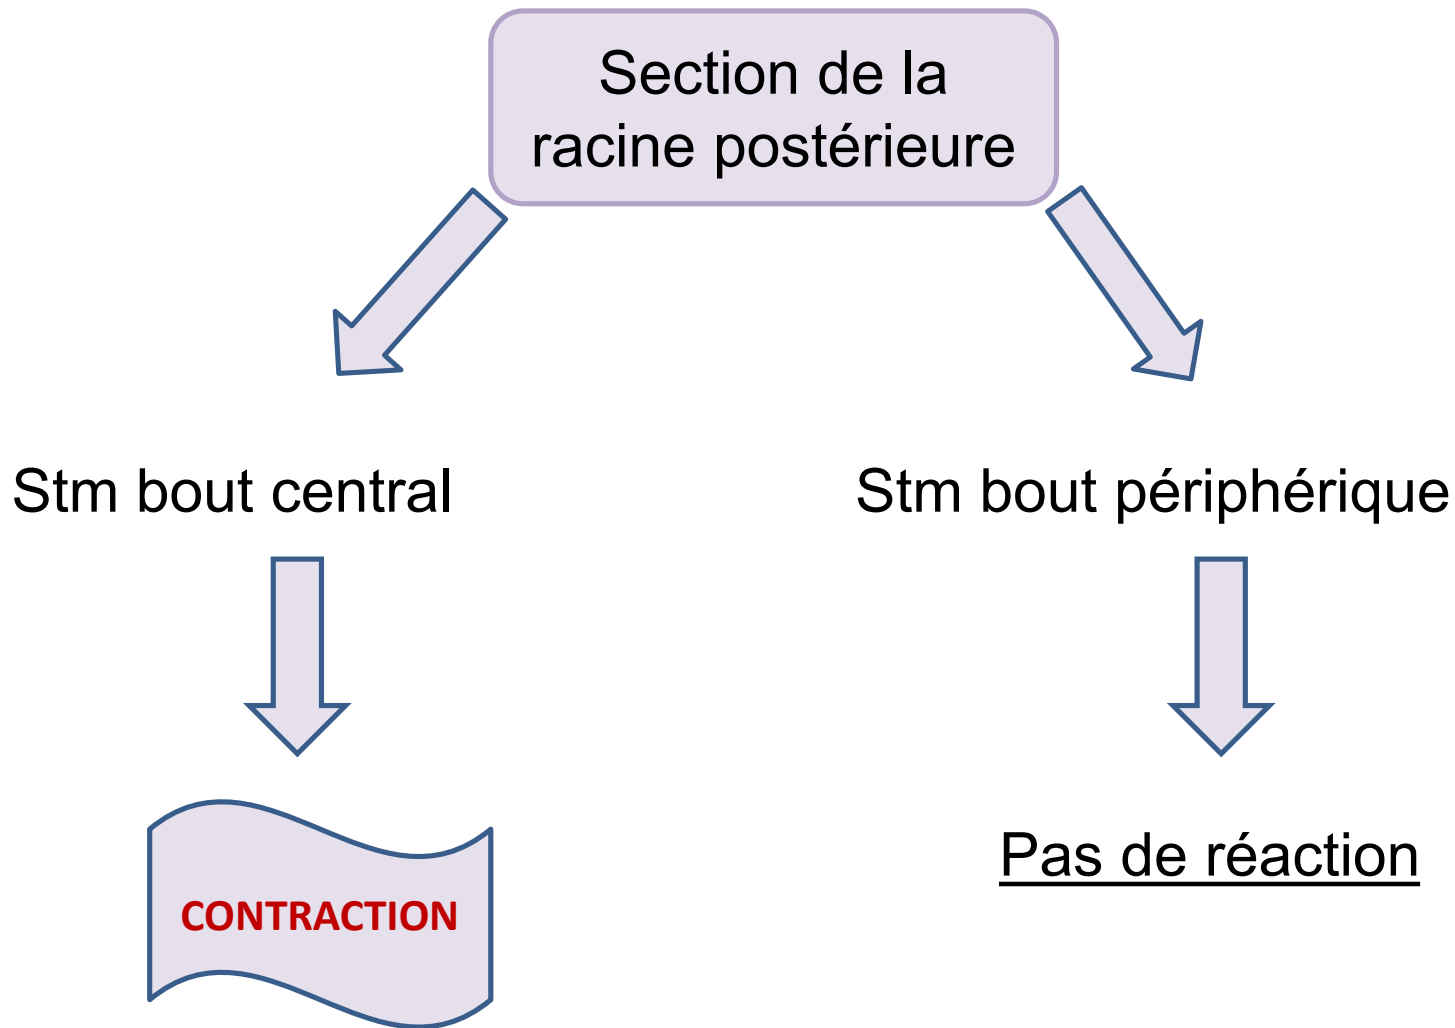 Section de la
racine postérieure
Stm bout central
Stm bout périphérique
CONTRACTION
Pas de réaction